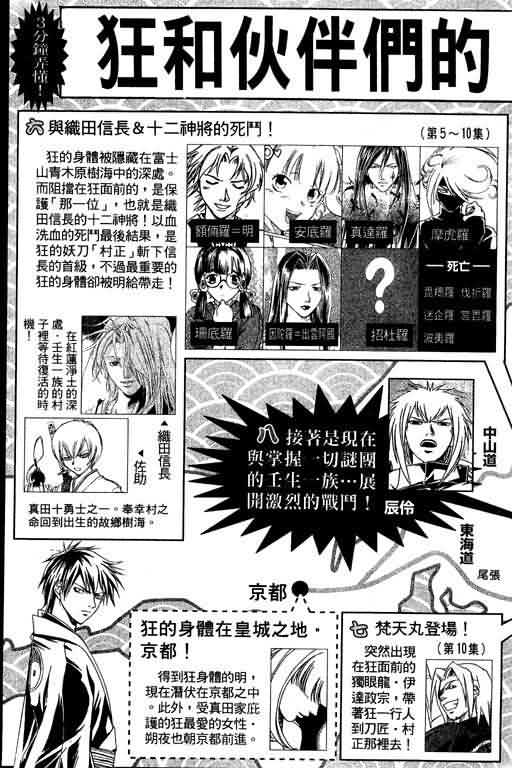 3分鐘弄懂！
狂和伙伴們的
六 與織田信長＆十二神將的死鬥！
（第5～10集）
狂的身體被隱藏在富士
山青木原樹海中的深處。
而阻擋在狂面前的，是保
護「那一位」，也就是織
田信長的十二神將！以血
洗血的死鬥最後結果，是
狂的妖刀「村正」斬下信
長的首級，不過最重要的
狂的身體卻被明給帶走！
頞儞羅＝明
安底羅
真達羅
摩虎羅
珊底羅
因陀羅＝出雲阿國
？
招杜羅
死亡
毘羯羅 伐折羅
迷企羅 宮毘羅
波夷羅
在紅蓮淨土的深
處，壬生一族的村
子裡等待復活的時
機！
▲織田信長
◀佐助
真田十勇士之一。奉幸村之
命回到出生的故鄉樹海。
八 接著是現在
與掌握一切謎團
的壬生一族…展
開激烈的戰鬥！
辰伶
中山道
東海道
尾張
京都
狂的身體在皇城之地．
京都！
得到狂身體的明，
現在潛伏在京都之中
。此外，受真田家庇
護的狂最愛的女性．
朔夜也朝京都前進。
七 梵天丸登場！
（第10集）
突然出現
在狂面前的
獨眼龍．伊
達政宗，帶
著狂一行人
到刀匠．村
正那裡去！